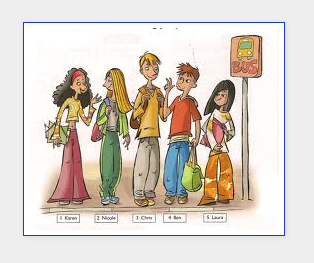 BUS
1 Karen
2 Nicole
3 Chris
4 Ben
5 Laura